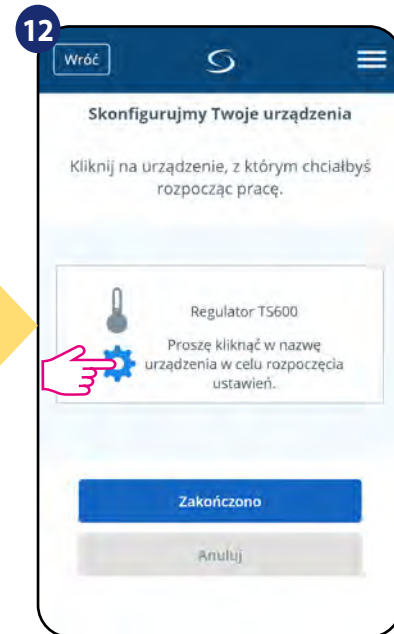 12
Wróć
Skonfigurujmy Twoje urządzenia
Kliknij na urządzenie, z którym chciałbyś
rozpocząc pracę.
Regulator TS600
Proszę kliknąć w nazwę
urządzenia w celu rozpoczęcia
ustawień.
Zakończono
Anuluj